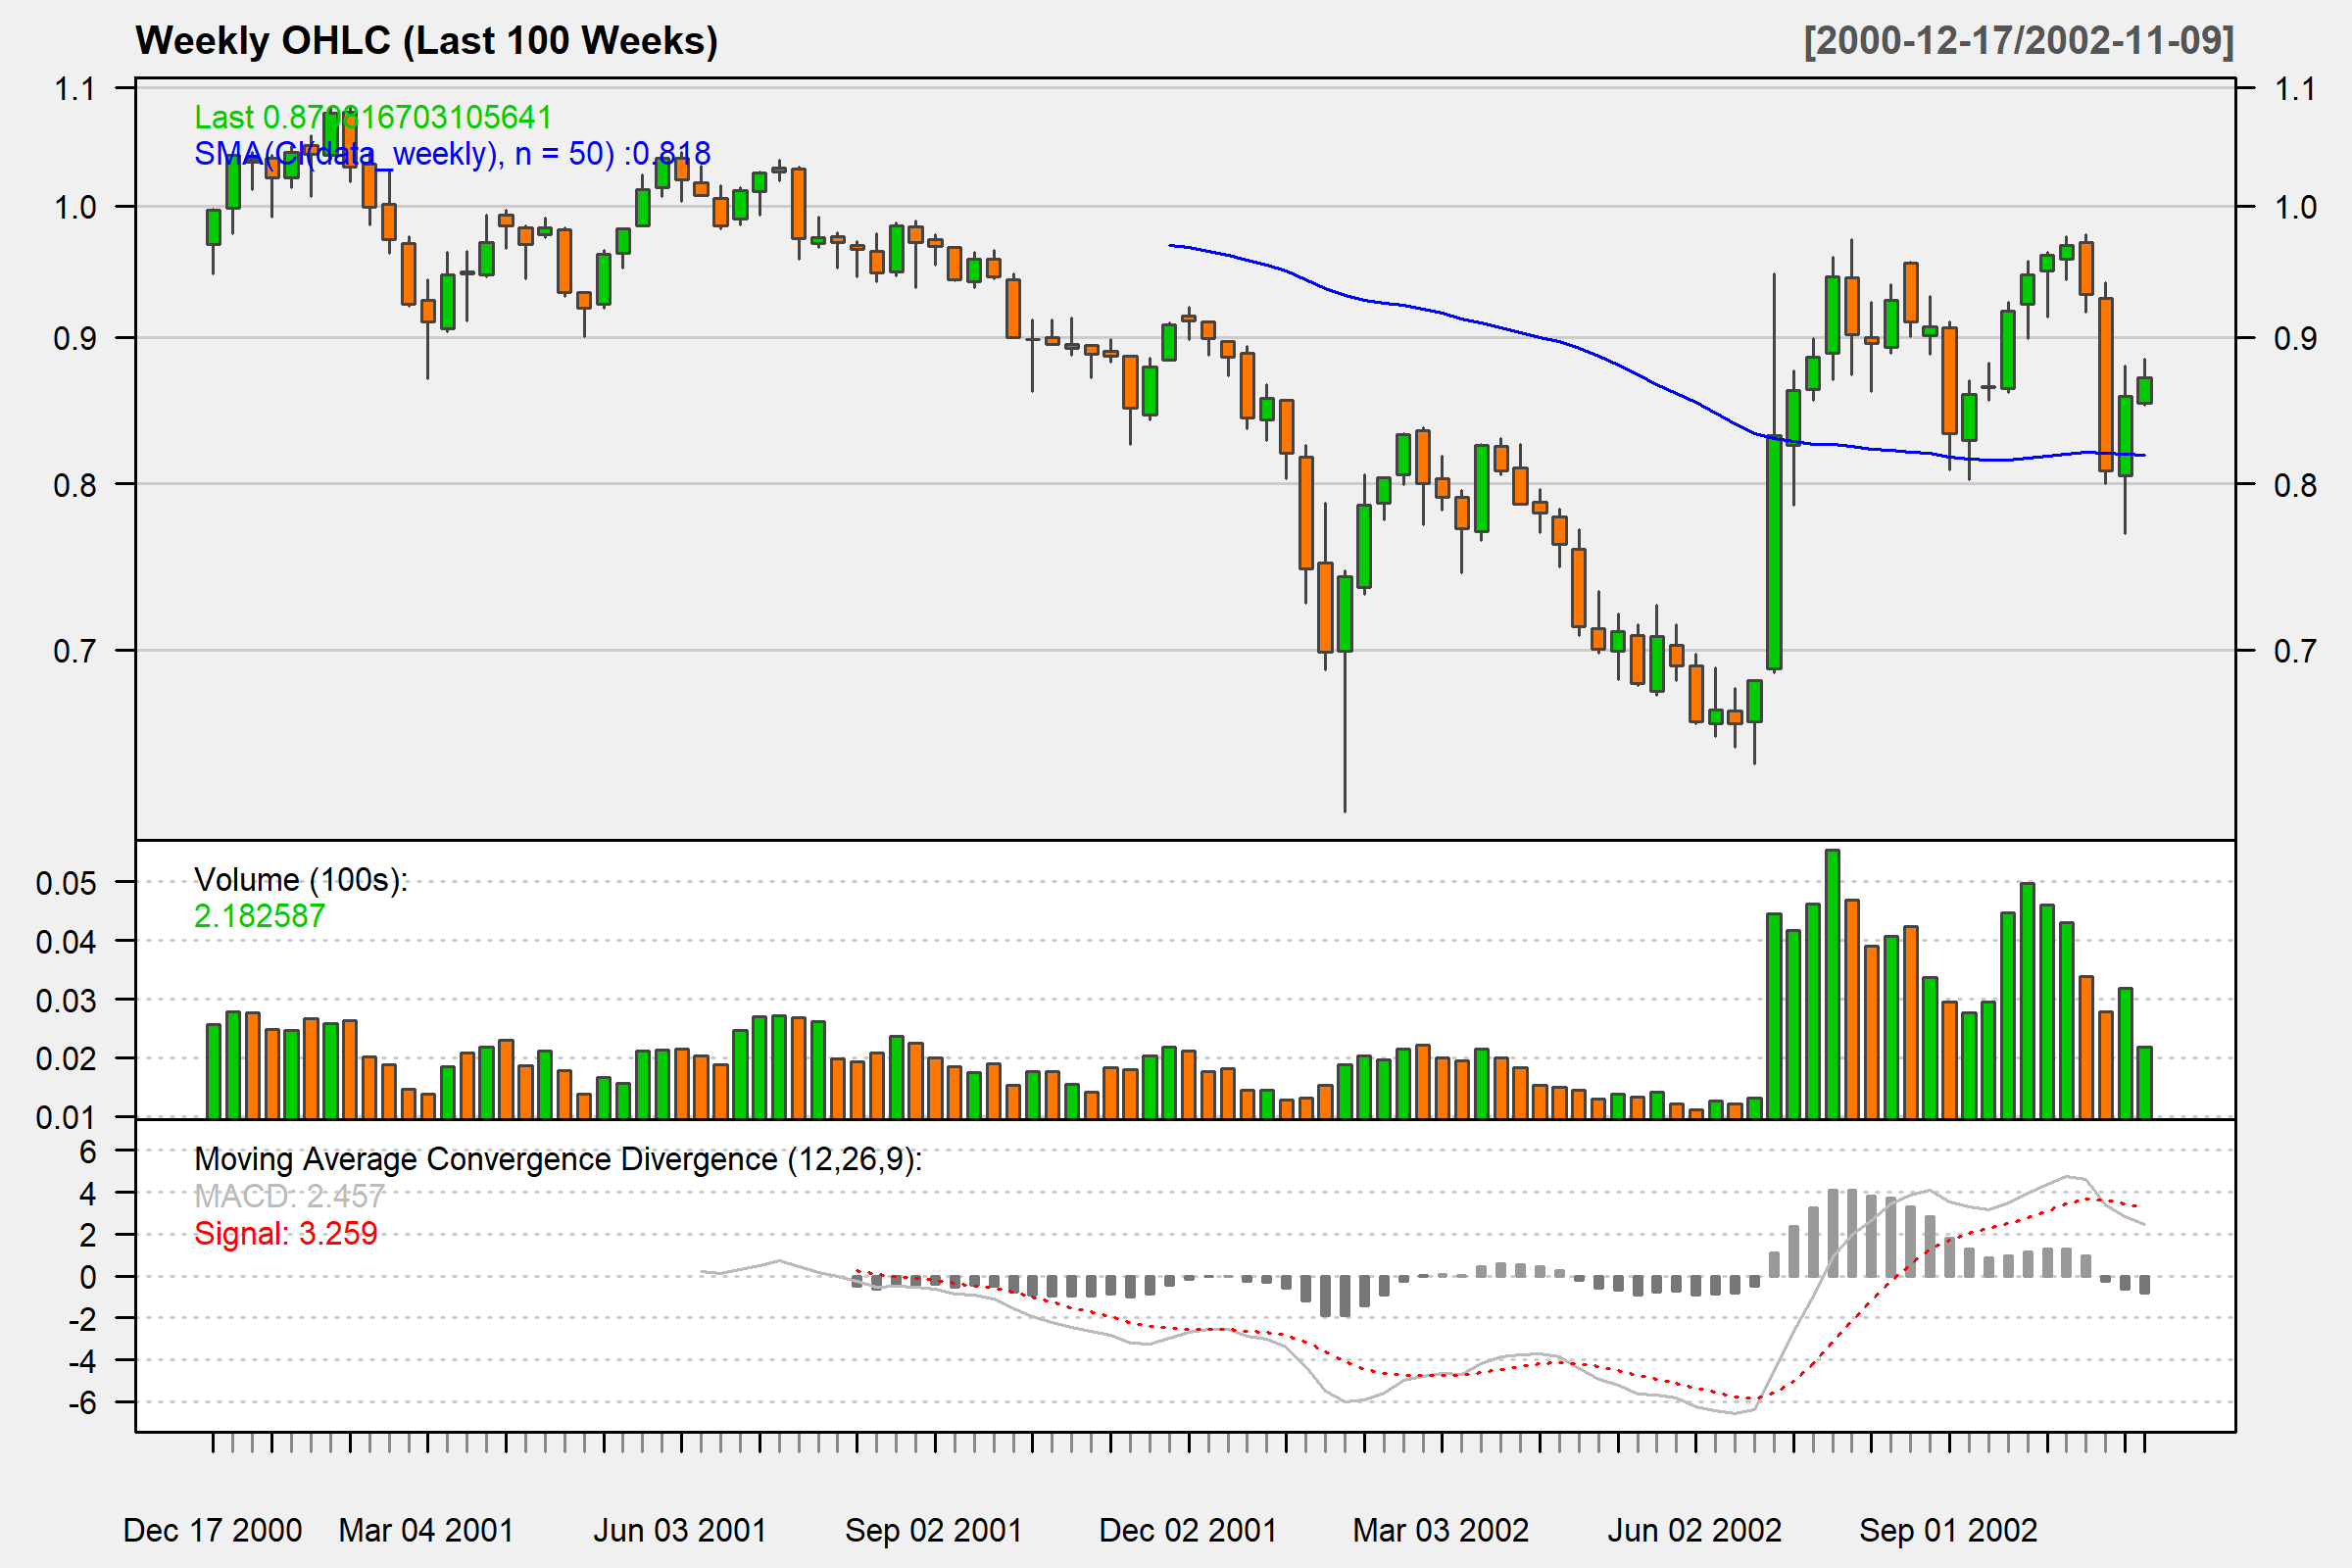 Weekly OHLC (Last 100 Weeks)
[2000-12-17/2002-11-09]
Last 0.870816703105641
SMA(Cl(data_weekly), n = 50) :0.818
1.1
1.0
0.9
0.8
0.7
1.1
1.0
0.9
0.8
0.7
Volume (100s):
2.182587
0.05
0.04
0.03
0.02
0.01
Moving Average Convergence Divergence (12,26,9):
MACD: 2.457
Signal: 3.259
6
4
2
0
-2
-4
-6
Dec 17 2000
Mar 04 2001
Jun 03 2001
Sep 02 2001
Dec 02 2001
Mar 03 2002
Jun 02 2002
Sep 01 2002